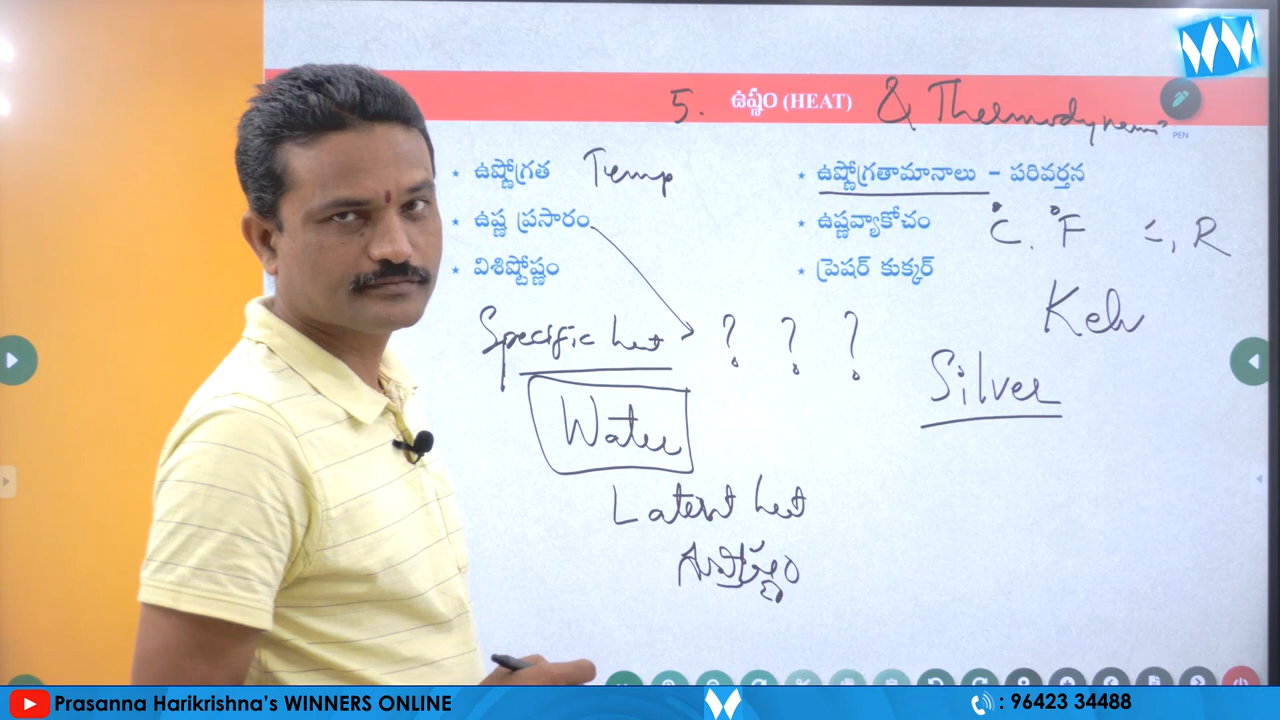 5. ఉష్ణం (HEAT) & Thermodynamics
PEN
⋆ ఉష్ణోగ్రత Temp
⋆ ఉష్ణ ప్రసారం
⋆ విశిష్టోష్ణం
⋆ ఉష్ణోగ్రతామానాలు – పరివర్తన
⋆ ఉష్ణవ్యాకోచం °C. °F R
⋆ ప్రెషర్ కుక్కర్
Kelv
Specific heat ? ? ?
Silver
Water
Latent heat
Prasanna Harikrishna's WINNERS ONLINE
: 96423 34488